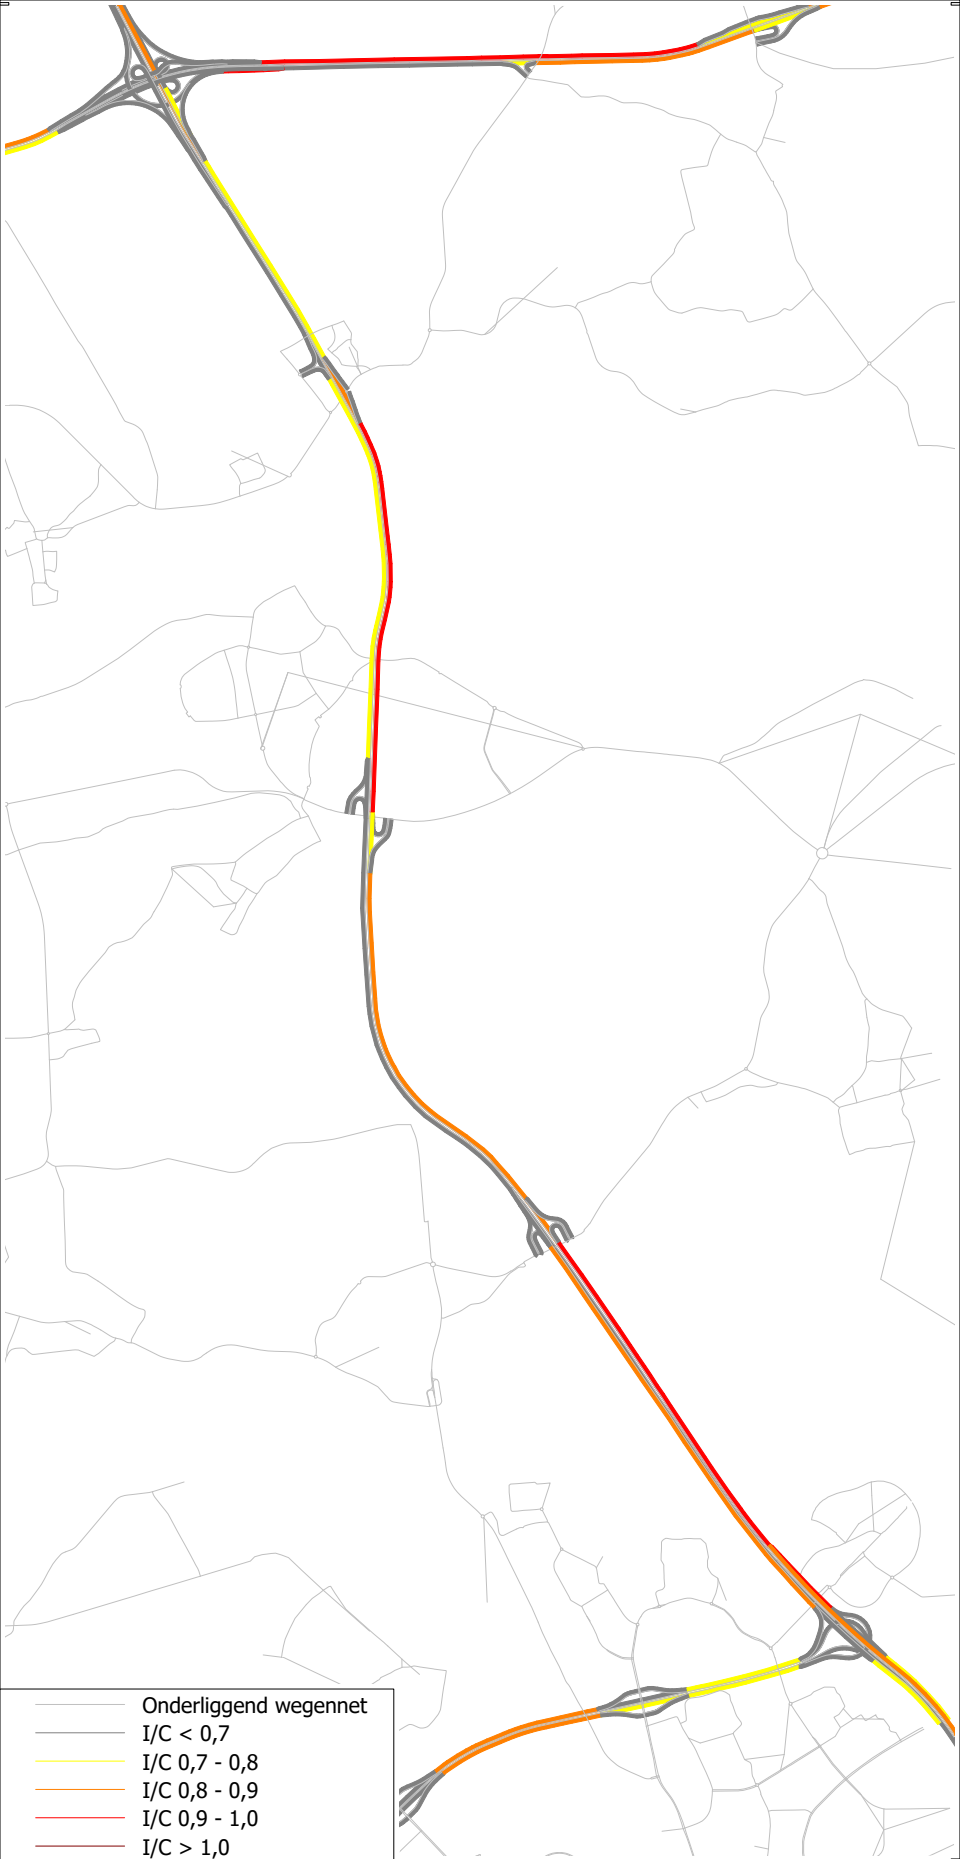 Onderliggend wegennet
I/C < 0,7
I/C 0,7 - 0,8
I/C 0,8 - 0,9
I/C 0,9 - 1,0
I/C > 1,0